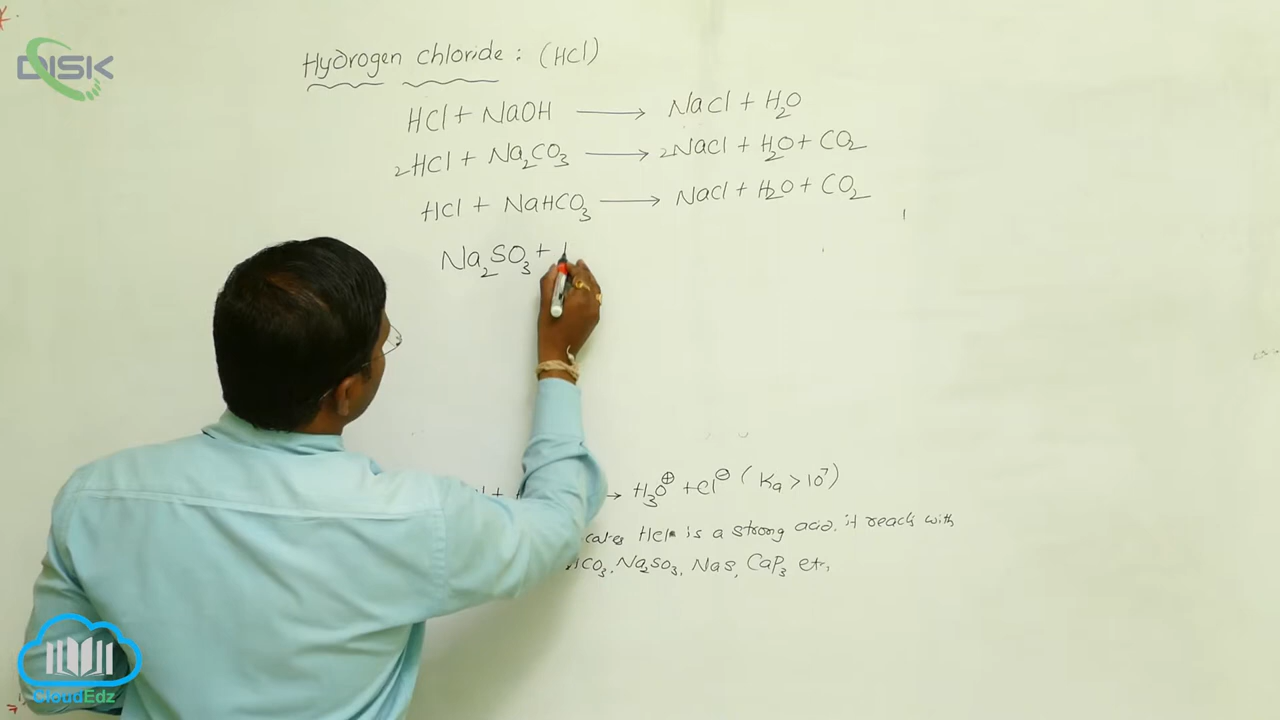 DISK
Hydrogen chloride : (HCl)
HCl + NaOH → NaCl + H₂O
2HCl + Na₂CO₃ → 2NaCl + H₂O + CO₂
HCl + NaHCO₃ → NaCl + H₂O + CO₂
Na₂SO₃ +
→ H₃O⊕ + Cl⊖ (Ka > 10⁷)
cates HCl is a strong acid. it reacts with
HCO₃, Na₂SO₃, NaS, CaP₃ etc,
CloudEdz